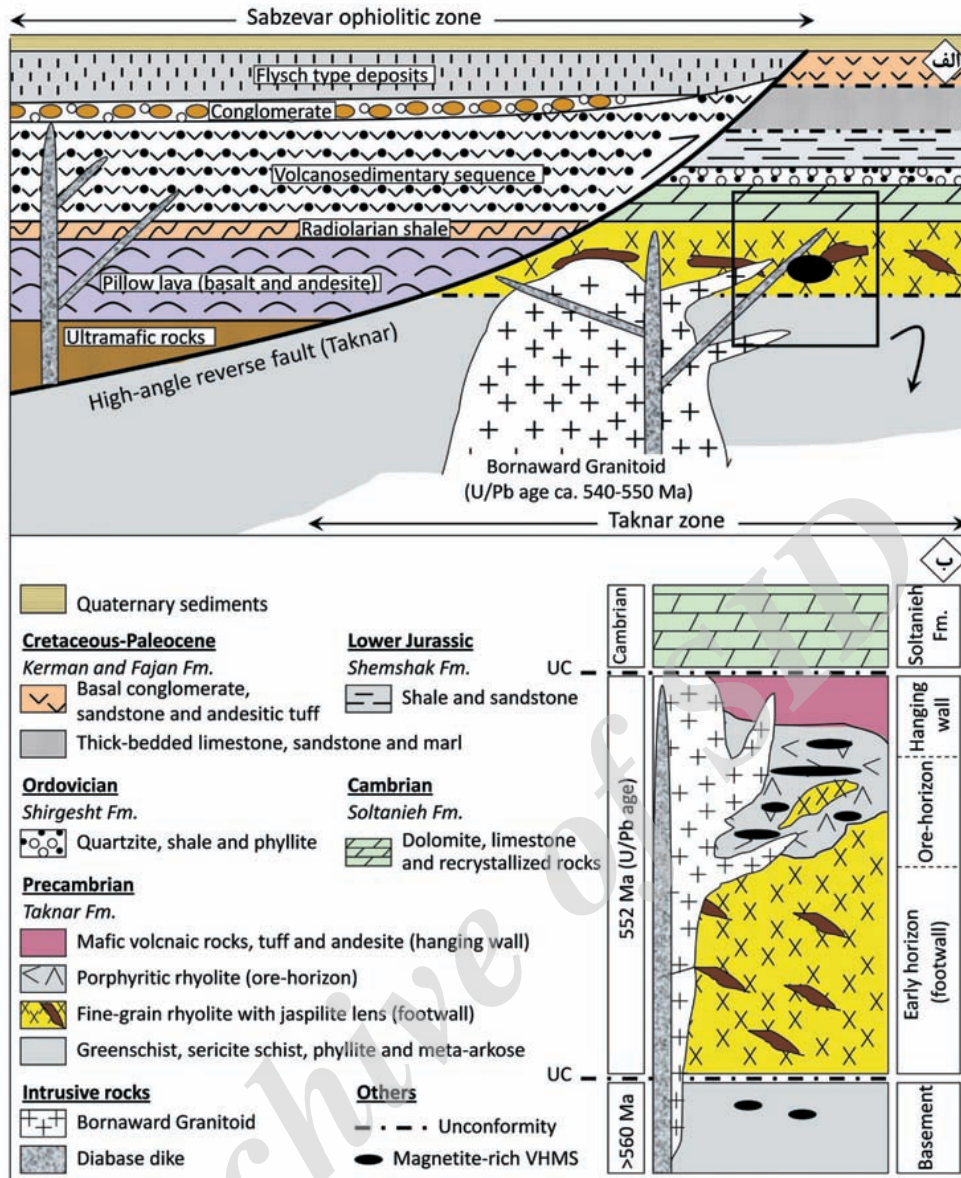 Sabzevar ophiolitic zone
الف
Flysch type deposits
Conglomerate
Volcanosedimentary sequence
Radiolarian shale
Pillow lava (basalt and andesite)
Ultramafic rocks
High-angle reverse fault (Taknar)
Bornaward Granitoid
(U/Pb age ca. 540-550 Ma)
Taknar zone
ب
Quaternary sediments
Cretaceous-Paleocene
Kerman and Fajan Fm.
Basal conglomerate,
sandstone and andesitic tuff
Thick-bedded limestone, sandstone and marl
Lower Jurassic
Shemshak Fm.
Shale and sandstone
Ordovician
Shirgesht Fm.
Quartzite, shale and phyllite
Cambrian
Soltanieh Fm.
Dolomite, limestone
and recrystallized rocks
Precambrian
Taknar Fm.
Mafic volcnaic rocks, tuff and andesite (hanging wall)
Porphyritic rhyolite (ore-horizon)
Fine-grain rhyolite with jaspilite lens (footwall)
Greenschist, sericite schist, phyllite and meta-arkose
Intrusive rocks
Bornaward Granitoid
Diabase dike
Others
Unconformity
Magnetite-rich VHMS
Cambrian
Soltanieh
Fm.
UC
552 Ma (U/Pb age)
Hanging
wall
Ore-horizon
Early horizon
(footwall)
UC
>560 Ma
Basement
Archive of SID